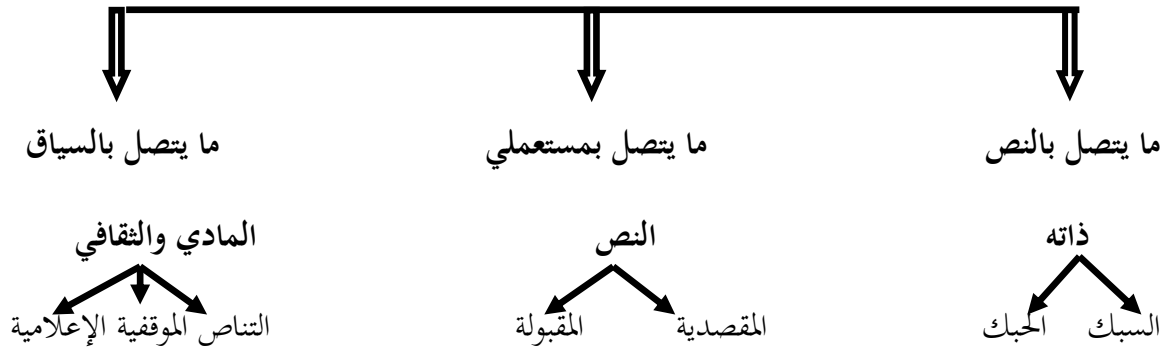 ما يتصل بالنص
ذاته
السبك
الحبك
ما يتصل بمستعملي
النص
المقصدية
المقبولة
ما يتصل بالسياق
المادي والثقافي
التناص
الموقفية
الإعلامية